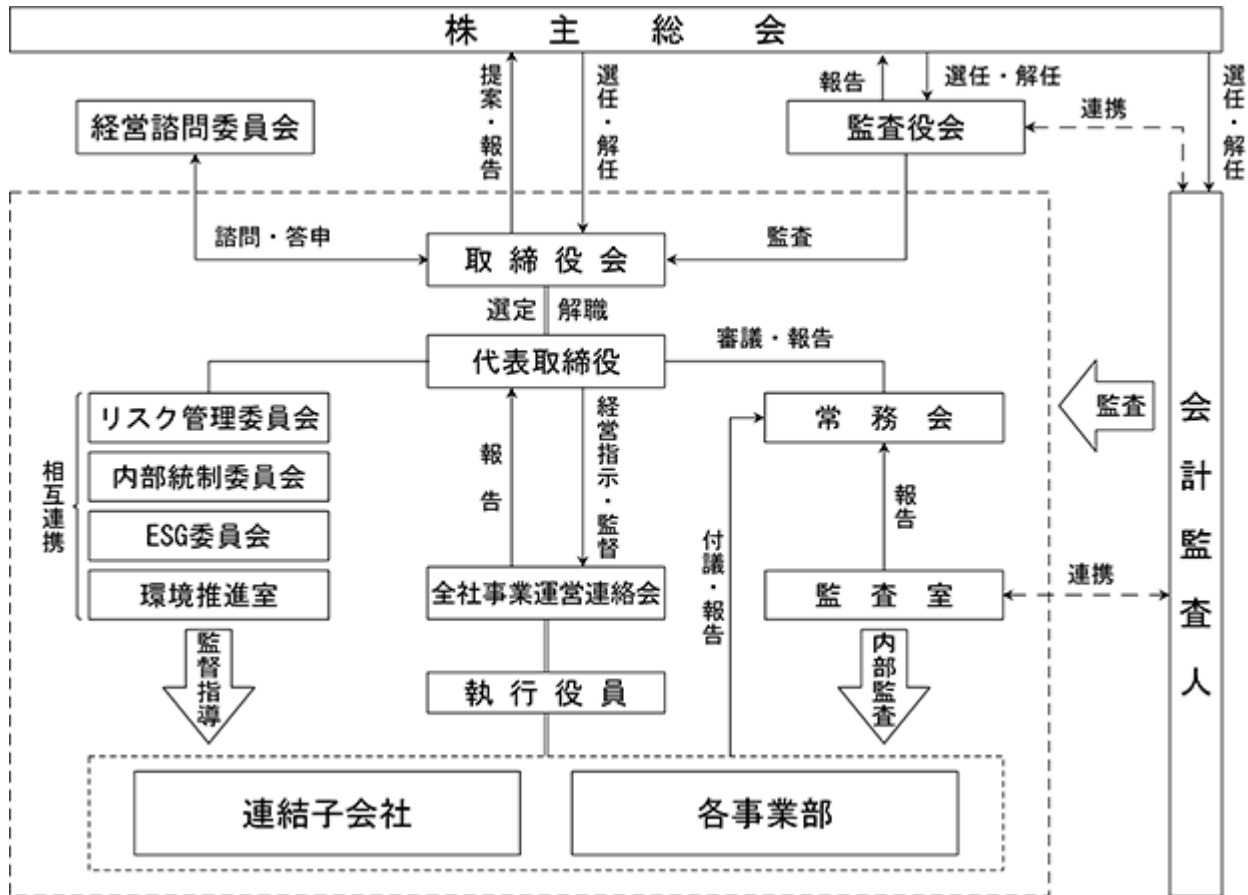 株主総会
提案・報告
選任・解任
報告
選任・解任
選任・解任
経営諮問委員会
監査役会
連携
諮問・答申
監査
取締役会
選定 解職
代表取締役
審議・報告
リスク管理委員会
内部統制委員会
ESG委員会
環境推進室
相互連携
報告
経営指示・監督
常務会
監査
会計監査人
報告
付議・報告
全社事業運営連絡会
監査室
連携
監督指導
執行役員
内部監査
連結子会社
各事業部